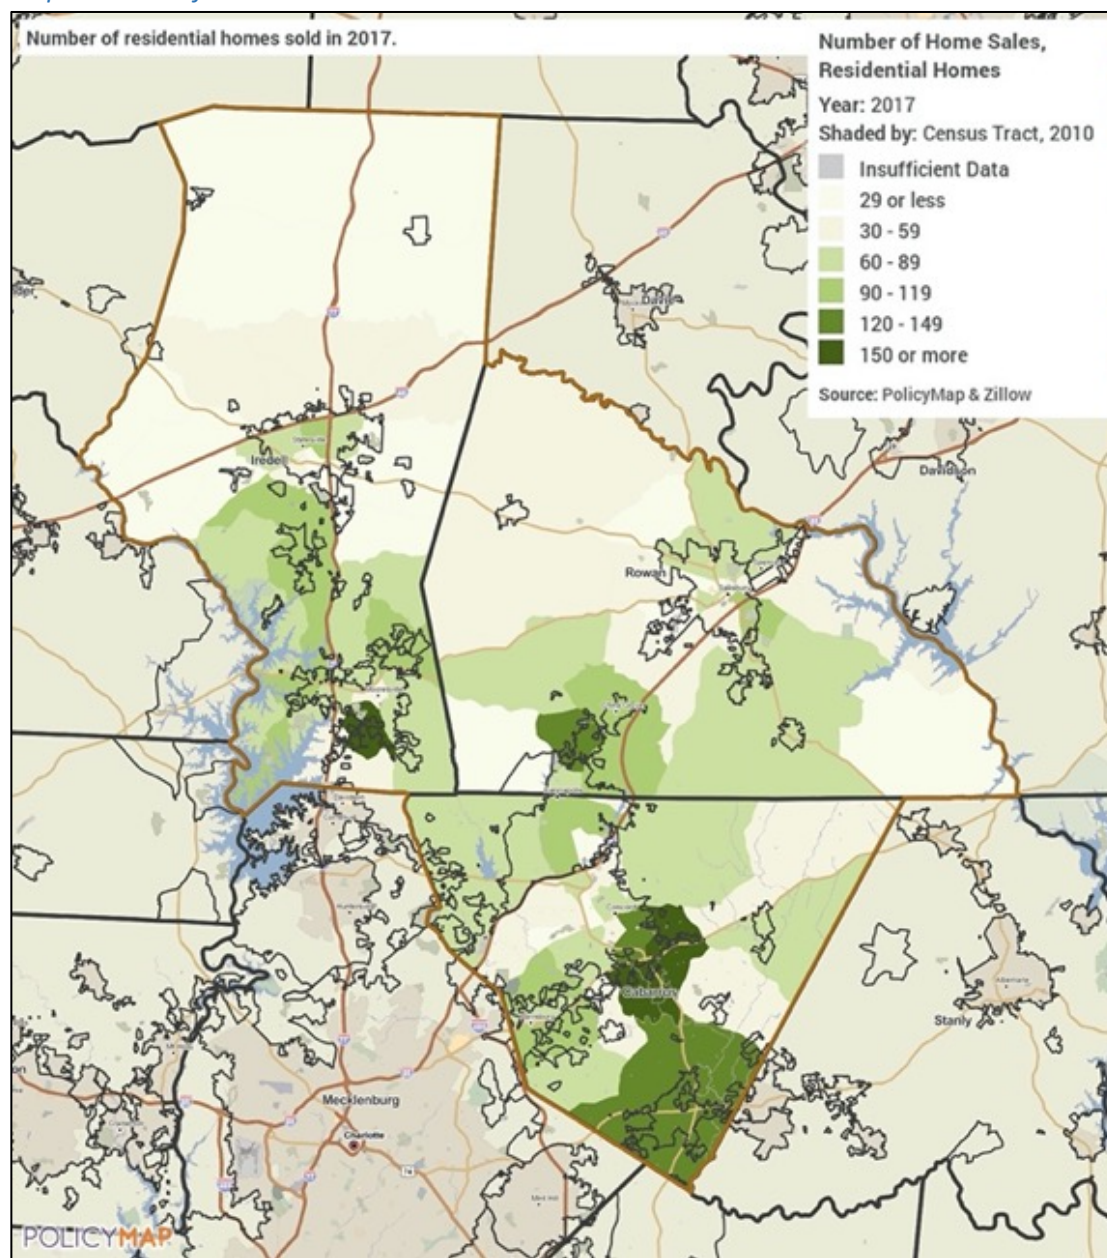 Number of residential homes sold in 2017.
Number of Home Sales,
Residential Homes
Year: 2017
Shaded by: Census Tract, 2010
Insufficient Data
29 or less
30 - 59
60 - 89
90 - 119
120 - 149
150 or more
Source: PolicyMap & Zillow
Davie
Iredell
Davidson
Rowan
Cabarrus
Stanly
Mecklenburg
Charlotte
POLICYMAP